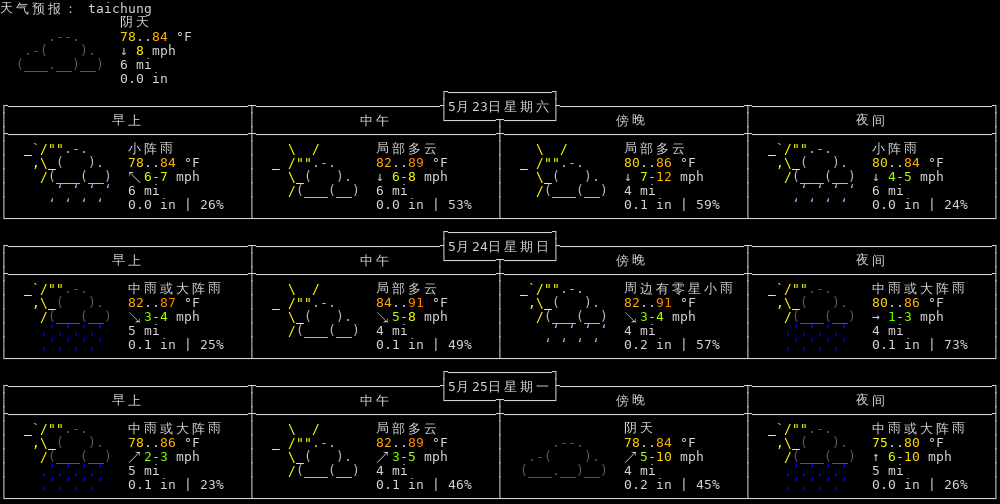 天气预报： taichung
阴天
78..84 °F
↓ 8 mph
6 mi
0.0 in
5月23日星期六
早上 中午 傍晚 夜间
小阵雨 局部多云 局部多云 小阵雨
78..84 °F 82..89 °F 80..86 °F 80..84 °F
↖ 6-7 mph ↓ 6-8 mph ↓ 7-12 mph ↓ 4-5 mph
6 mi 6 mi 4 mi 6 mi
0.0 in | 26% 0.0 in | 53% 0.1 in | 59% 0.0 in | 24%
5月24日星期日
早上 中午 傍晚 夜间
中雨或大阵雨 局部多云 周边有零星小雨 中雨或大阵雨
82..87 °F 84..91 °F 82..91 °F 80..86 °F
↘ 3-4 mph ↘ 5-8 mph ↘ 3-4 mph → 1-3 mph
5 mi 4 mi 4 mi 4 mi
0.1 in | 25% 0.1 in | 49% 0.2 in | 57% 0.1 in | 73%
5月25日星期一
早上 中午 傍晚 夜间
中雨或大阵雨 局部多云 阴天 中雨或大阵雨
78..86 °F 82..89 °F 78..84 °F 75..80 °F
↗ 2-3 mph ↗ 3-5 mph ↗ 5-10 mph ↑ 6-10 mph
5 mi 4 mi 4 mi 5 mi
0.1 in | 23% 0.1 in | 46% 0.2 in | 45% 0.0 in | 26%